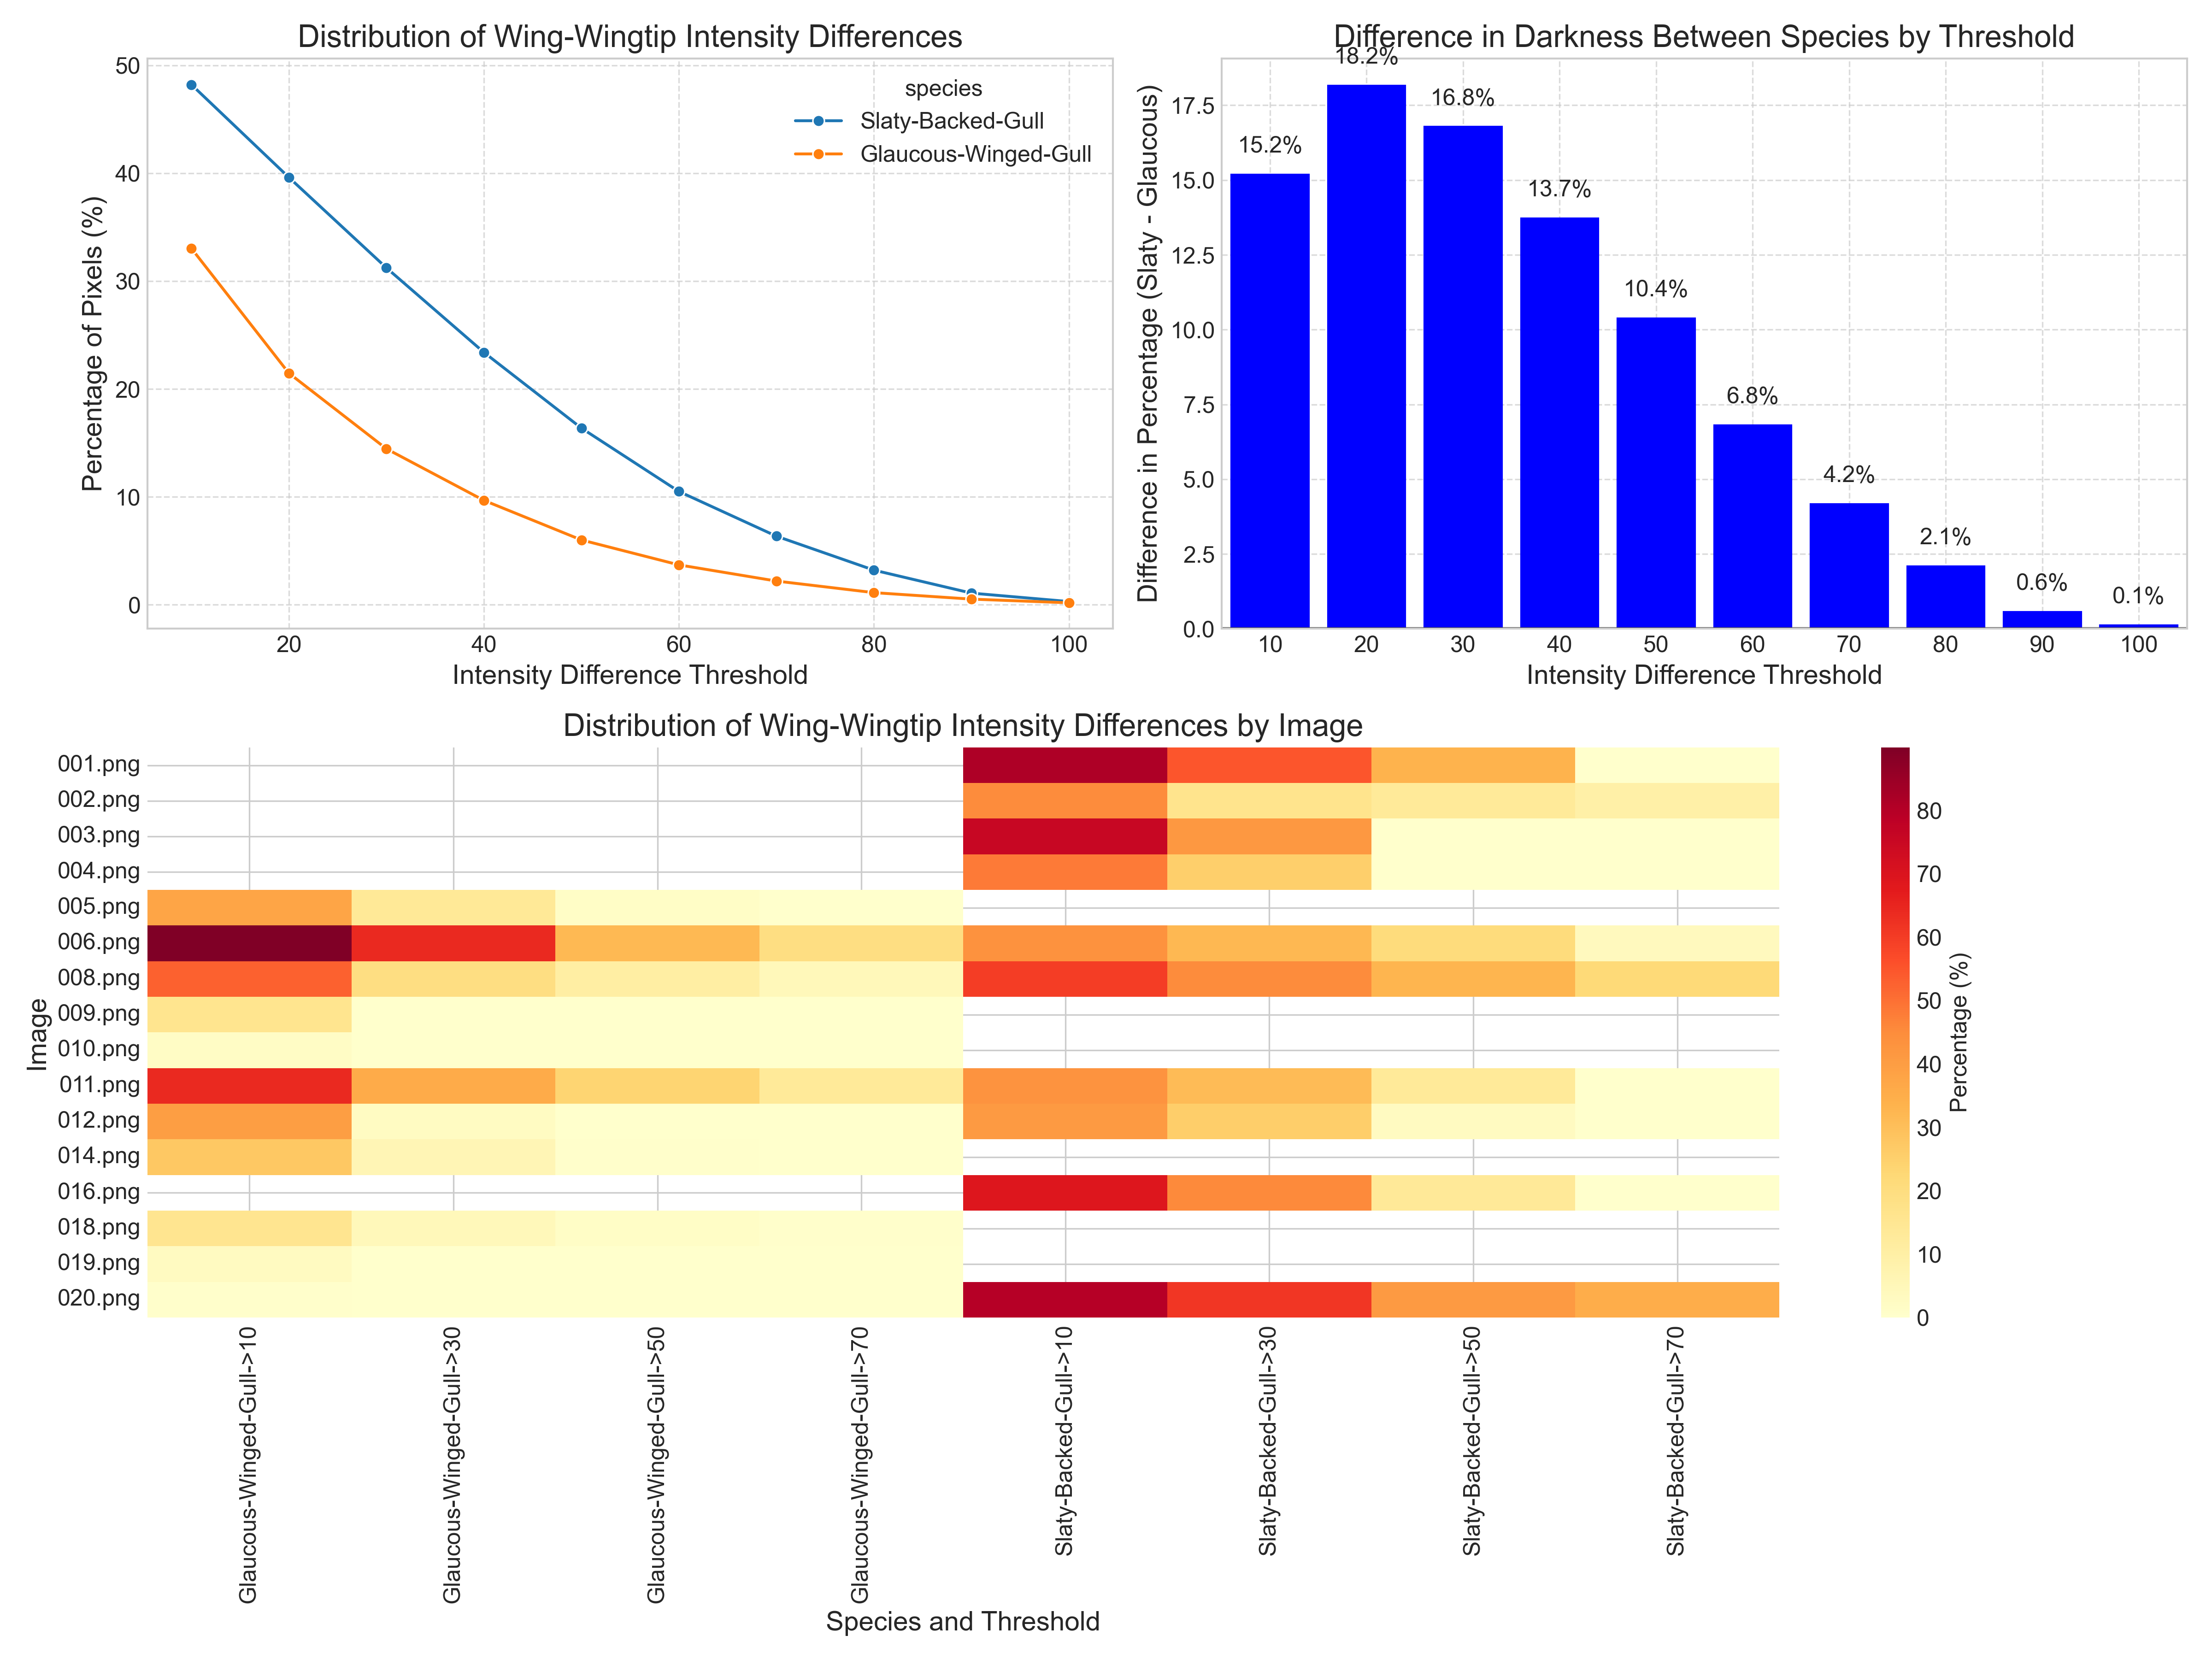 Distribution of Wing-Wingtip Intensity Differences
50
40
30
20
10
0
Percentage of Pixels (%)
species
Slaty-Backed-Gull
Glaucous-Winged-Gull
20 40 60 80 100
Intensity Difference Threshold
Difference in Darkness Between Species by Threshold
17.5
15.0
12.5
10.0
7.5
5.0
2.5
0.0
Difference in Percentage (Slaty - Glaucous)
15.2%
18.2%
16.8%
13.7%
10.4%
6.8%
4.2%
2.1%
0.6%
0.1%
10 20 30 40 50 60 70 80 90 100
Intensity Difference Threshold
Distribution of Wing-Wingtip Intensity Differences by Image
Image
001.png
002.png
003.png
004.png
005.png
006.png
008.png
009.png
010.png
011.png
012.png
014.png
016.png
018.png
019.png
020.png
Glaucous-Winged-Gull->10
Glaucous-Winged-Gull->30
Glaucous-Winged-Gull->50
Glaucous-Winged-Gull->70
Slaty-Backed-Gull->10
Slaty-Backed-Gull->30
Slaty-Backed-Gull->50
Slaty-Backed-Gull->70
Species and Threshold
80
70
60
50
40
30
20
10
0
Percentage (%)